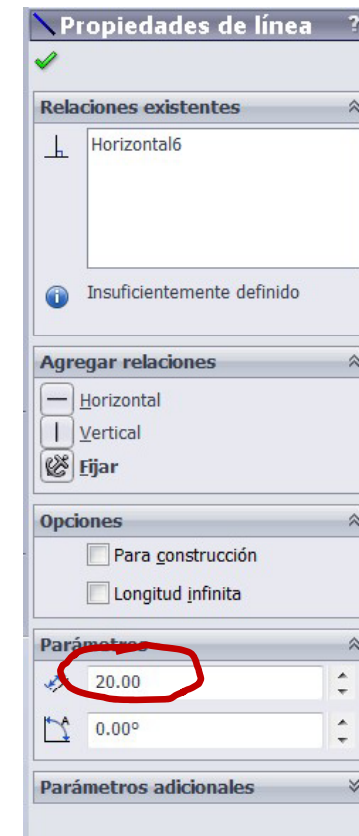 Propiedades de línea ?
Relaciones existentes
Horizontal6
Insuficientemente definido
Agregar relaciones
Horizontal
Vertical
Fijar
Opciones
Para construcción
Longitud infinita
Parámetros
20.00
A
0.00º
Parámetros adicionales